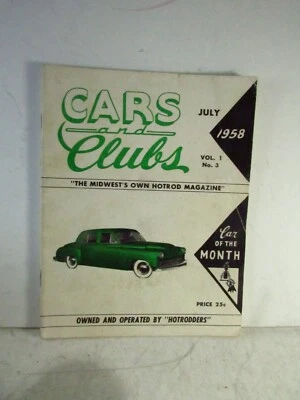 CARS
and
Clubs
JULY
1958
VOL. 1
No. 3
"THE MIDWEST'S OWN HOTROD MAGAZINE"
Car
OF THE
MONTH
PRICE 25¢
OWNED AND OPERATED BY "HOTRODDERS"